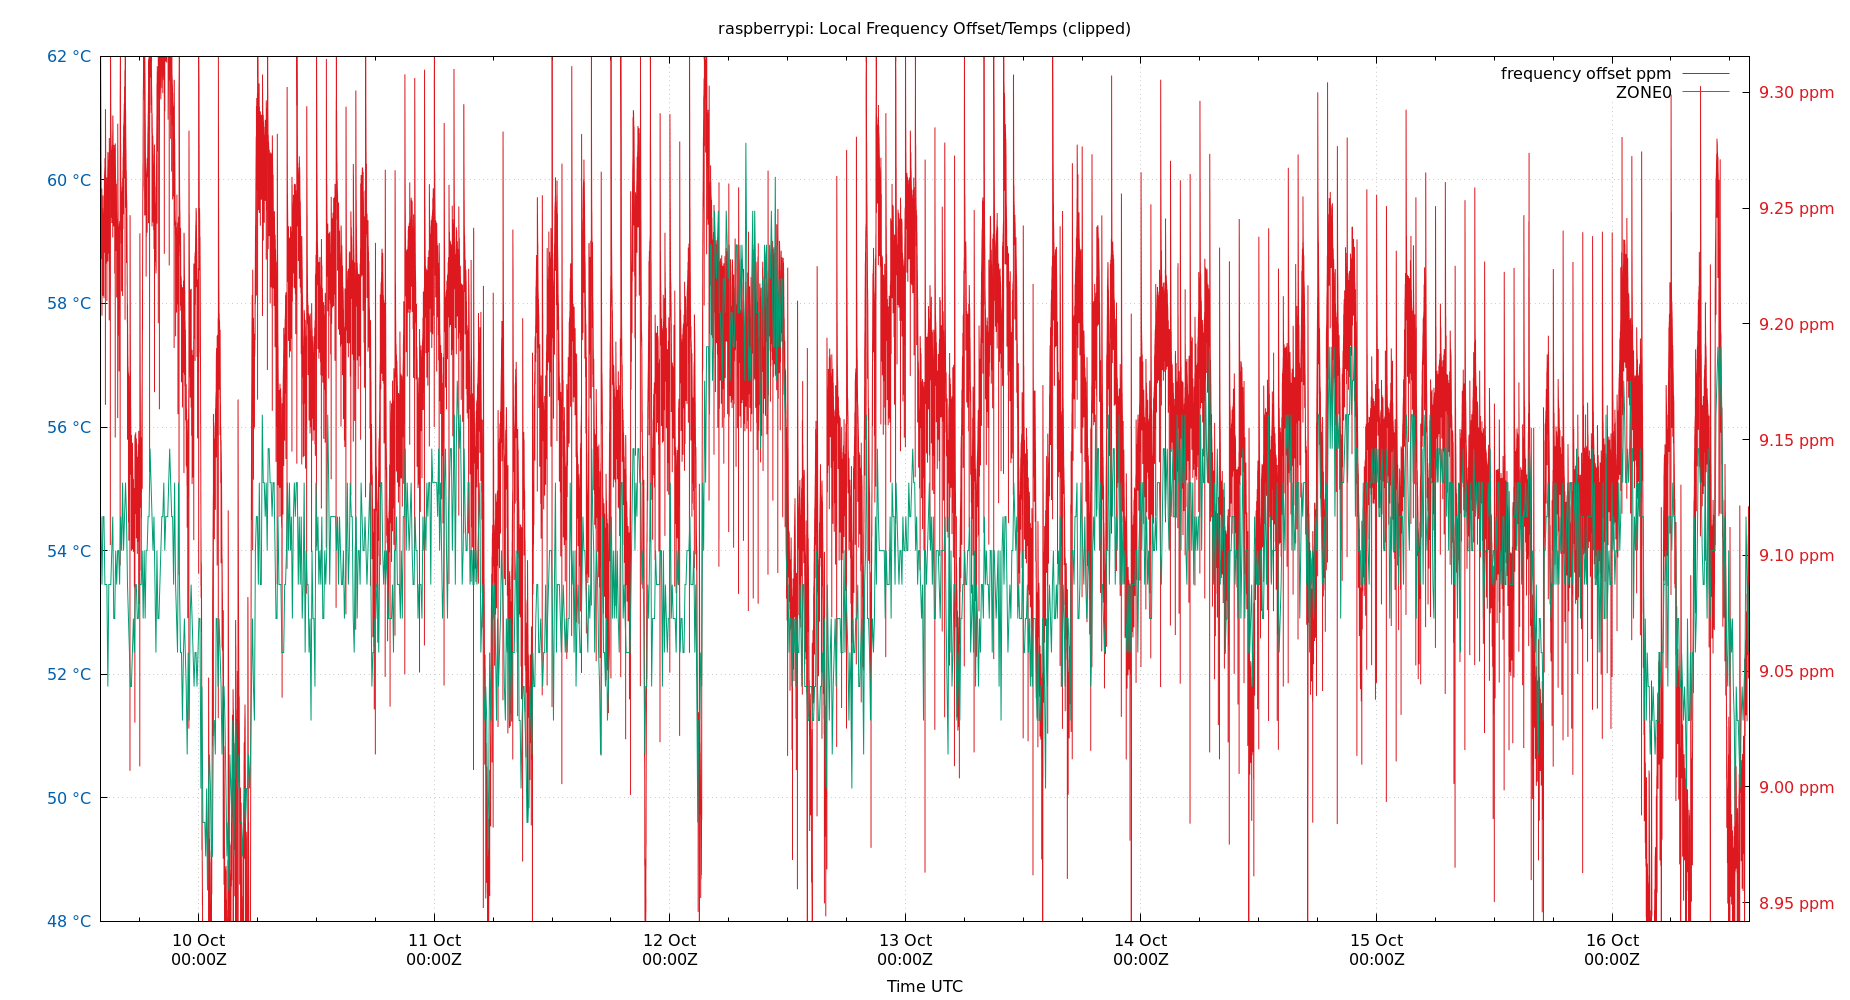 raspberrypi: Local Frequency Offset/Temps (clipped)
frequency offset ppm
ZONE0
62 °C
60 °C
58 °C
56 °C
54 °C
52 °C
50 °C
48 °C
9.30 ppm
9.25 ppm
9.20 ppm
9.15 ppm
9.10 ppm
9.05 ppm
9.00 ppm
8.95 ppm
10 Oct 11 Oct 12 Oct 13 Oct 14 Oct 15 Oct 16 Oct
00:00Z 00:00Z 00:00Z 00:00Z 00:00Z 00:00Z 00:00Z
Time UTC